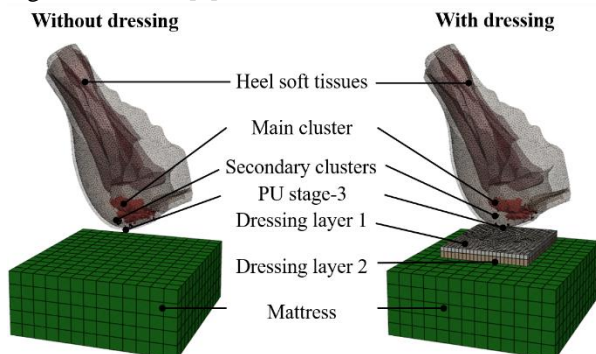 Without dressing
With dressing
Heel soft tissues
Main cluster
Secondary clusters
PU stage-3
Dressing layer 1
Dressing layer 2
Mattress